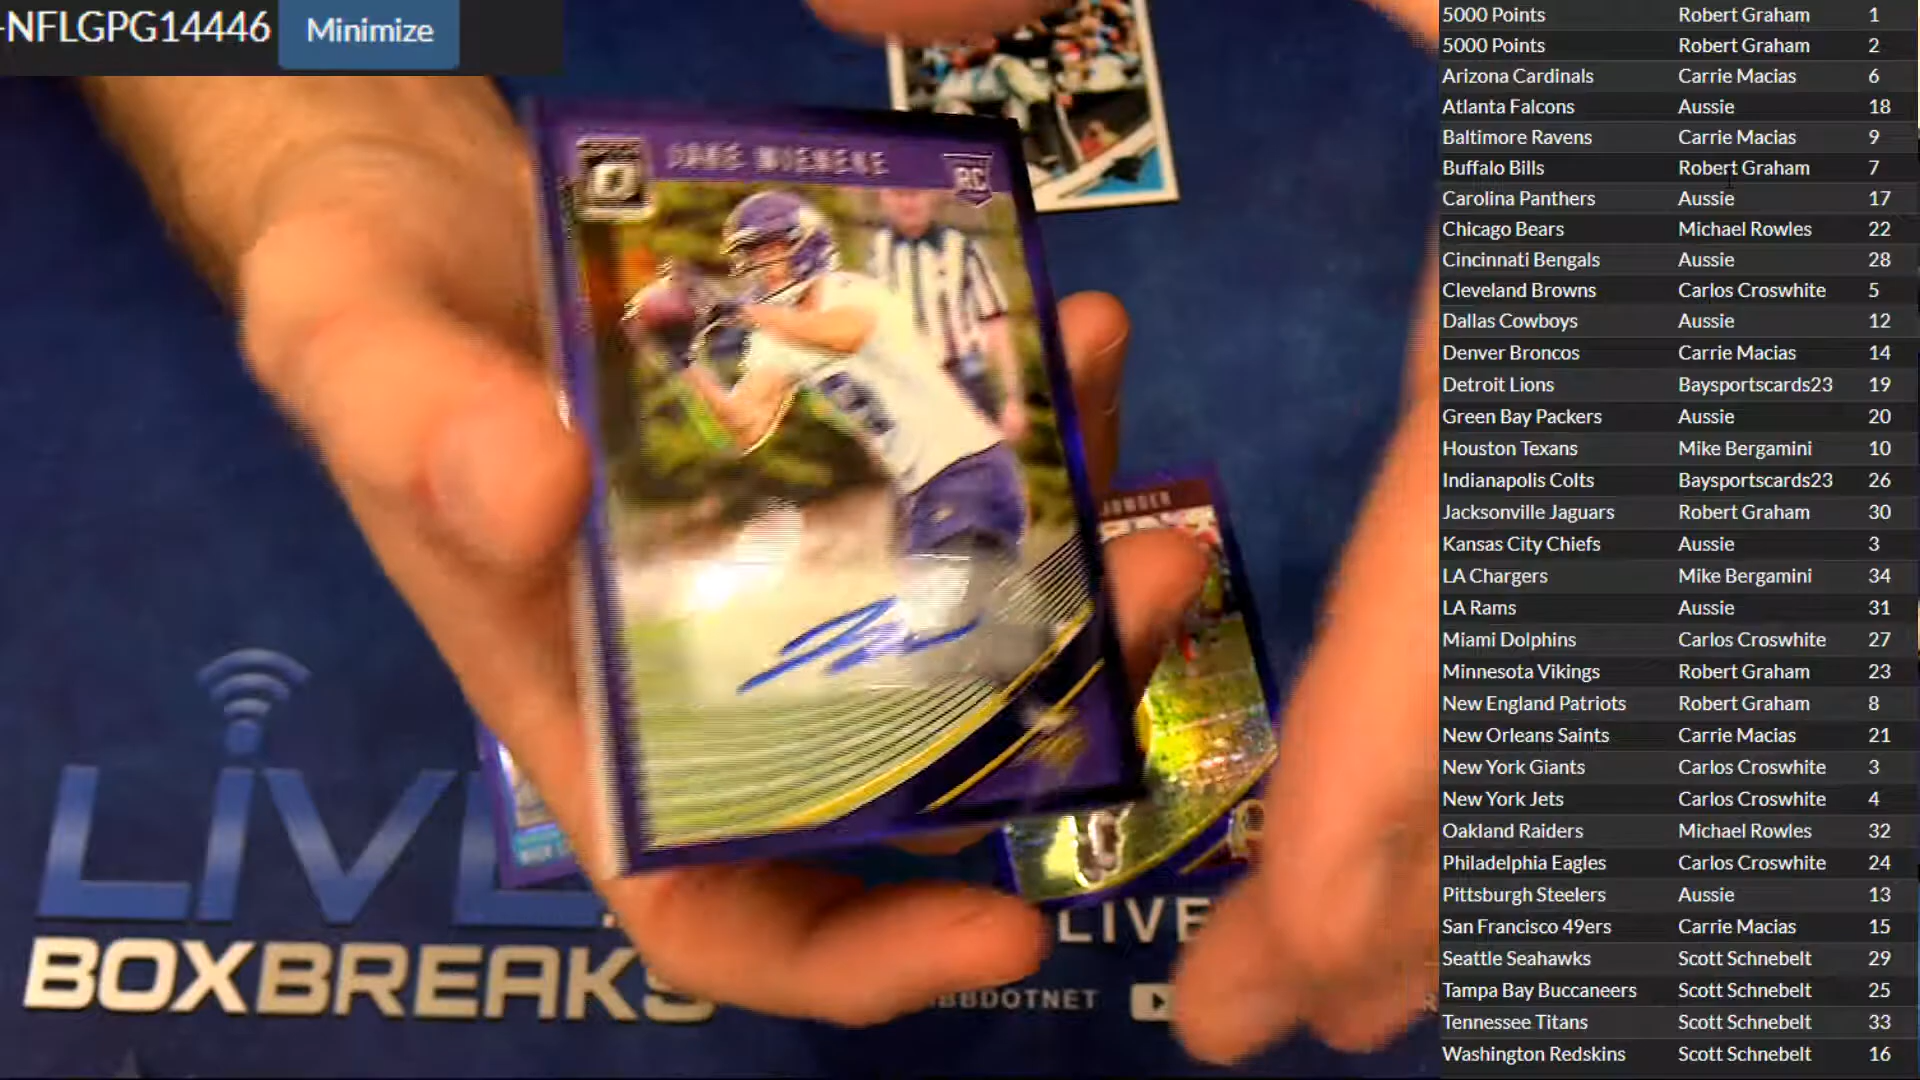 -NFLGPG14446 Minimize
JAKE WIENEKE
RC
LIVE
BOXBREAKS
LIVE
BBDOTNET
5000 Points Robert Graham 1
5000 Points Robert Graham 2
Arizona Cardinals Carrie Macias 6
Atlanta Falcons Aussie 18
Baltimore Ravens Carrie Macias 9
Buffalo Bills Robert Graham 7
Carolina Panthers Aussie 17
Chicago Bears Michael Rowles 22
Cincinnati Bengals Aussie 28
Cleveland Browns Carlos Croswhite 5
Dallas Cowboys Aussie 12
Denver Broncos Carrie Macias 14
Detroit Lions Baysportscards23 19
Green Bay Packers Aussie 20
Houston Texans Mike Bergamini 10
Indianapolis Colts Baysportscards23 26
Jacksonville Jaguars Robert Graham 30
Kansas City Chiefs Aussie 3
LA Chargers Mike Bergamini 34
LA Rams Aussie 31
Miami Dolphins Carlos Croswhite 27
Minnesota Vikings Robert Graham 23
New England Patriots Robert Graham 8
New Orleans Saints Carrie Macias 21
New York Giants Carlos Croswhite 3
New York Jets Carlos Croswhite 4
Oakland Raiders Michael Rowles 32
Philadelphia Eagles Carlos Croswhite 24
Pittsburgh Steelers Aussie 13
San Francisco 49ers Carrie Macias 15
Seattle Seahawks Scott Schnebelt 29
Tampa Bay Buccaneers Scott Schnebelt 25
Tennessee Titans Scott Schnebelt 33
Washington Redskins Scott Schnebelt 16